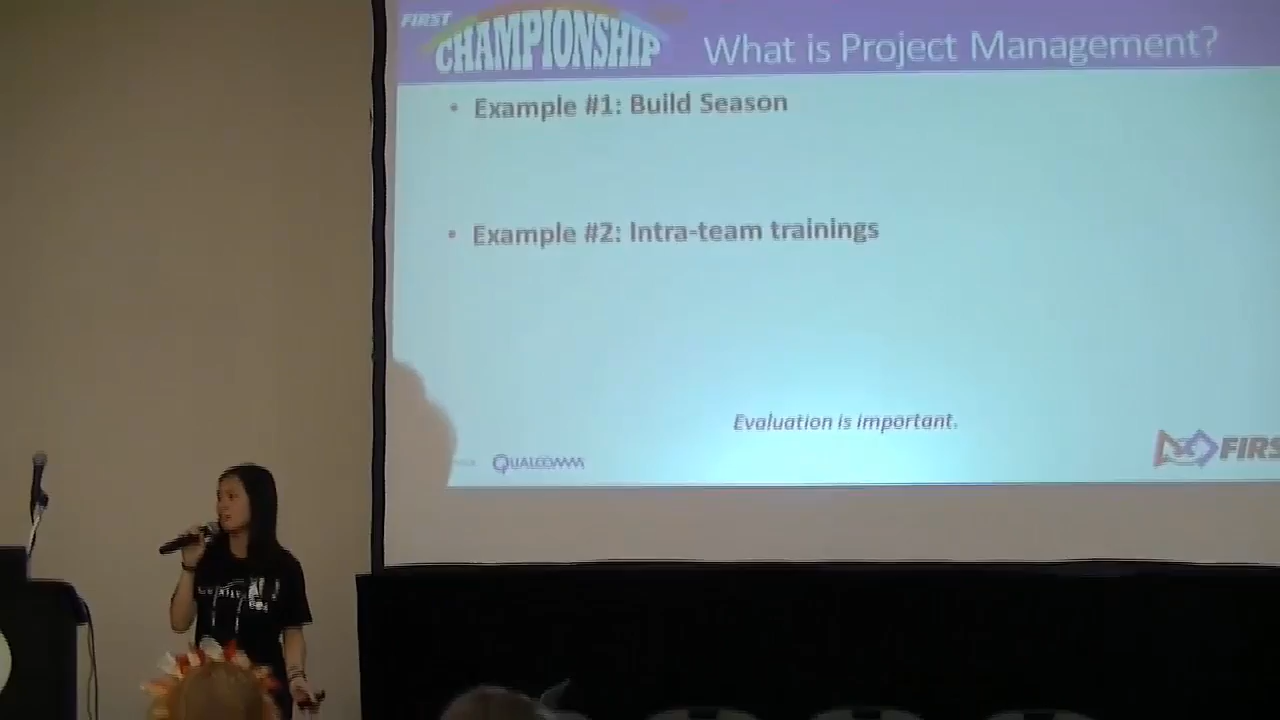 FIRST
CHAMPIONSHIP
What is Project Management?
• Example #1: Build Season
• Example #2: Intra-team trainings
Evaluation is important.
QUALCOMM
FIRS